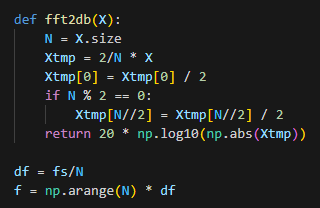 def fft2db(X):
    N = X.size
    Xtmp = 2/N * X
    Xtmp[0] = Xtmp[0] / 2
    if N % 2 == 0:
        Xtmp[N//2] = Xtmp[N//2] / 2
    return 20 * np.log10(np.abs(Xtmp))

df = fs/N
f = np.arange(N) * df